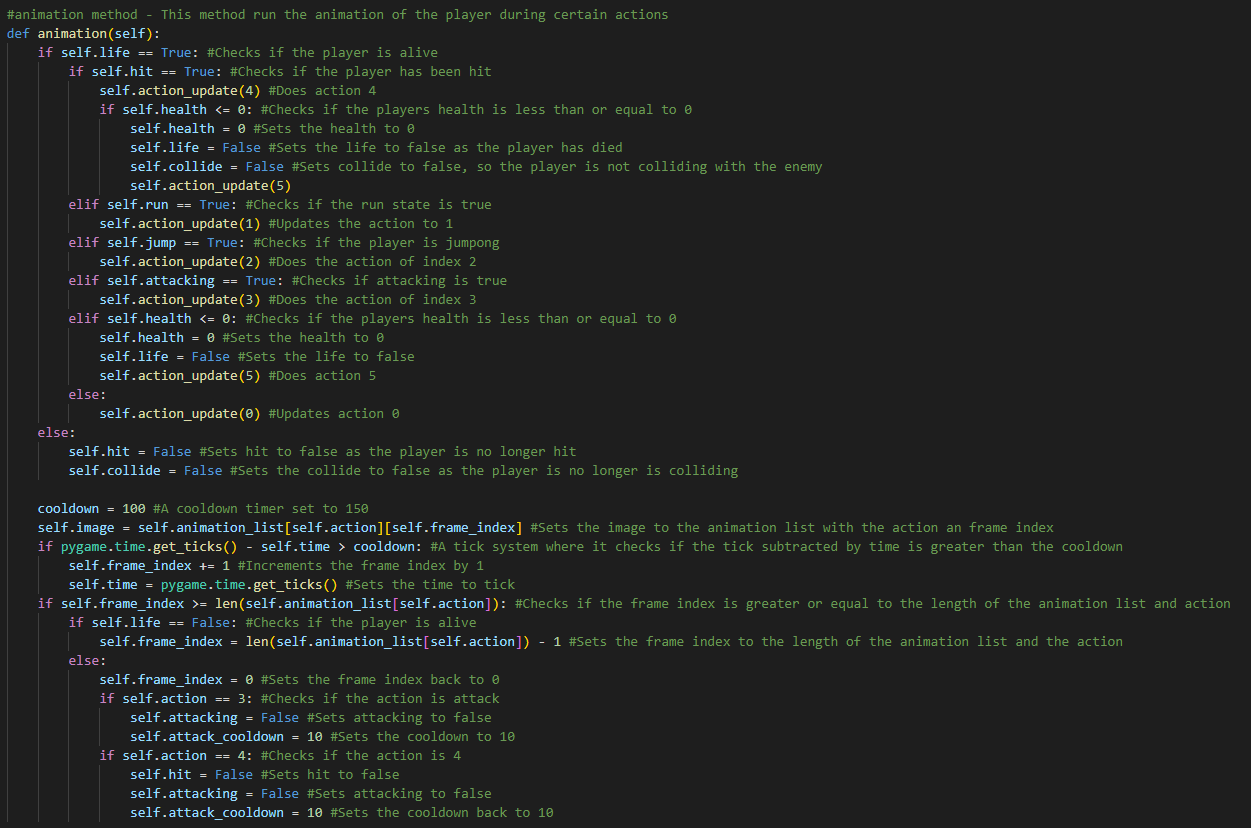 #animation method - This method run the animation of the player during certain actions
def animation(self):
    if self.life == True: #Checks if the player is alive
        if self.hit == True: #Checks if the player has been hit
            self.action_update(4) #Does action 4
            if self.health <= 0: #Checks if the players health is less than or equal to 0
                self.health = 0 #Sets the health to 0
                self.life = False #Sets the life to false as the player has died
                self.collide = False #Sets collide to false, so the player is not colliding with the enemy
                self.action_update(5)
        elif self.run == True: #Checks if the run state is true
            self.action_update(1) #Updates the action to 1
        elif self.jump == True: #Checks if the player is jumpong
            self.action_update(2) #Does the action of index 2
        elif self.attacking == True: #Checks if attacking is true
            self.action_update(3) #Does the action of index 3
        elif self.health <= 0: #Checks if the players health is less than or equal to 0
            self.health = 0 #Sets the health to 0
            self.life = False #Sets the life to false
            self.action_update(5) #Does action 5
        else:
            self.action_update(0) #Updates action 0
    else:
        self.hit = False #Sets hit to false as the player is no longer hit
        self.collide = False #Sets the collide to false as the player is no longer is colliding

    cooldown = 100 #A cooldown timer set to 150
    self.image = self.animation_list[self.action][self.frame_index] #Sets the image to the animation list with the action an frame index
    if pygame.time.get_ticks() - self.time > cooldown: #A tick system where it checks if the tick subtracted by time is greater than the cooldown
        self.frame_index += 1 #Increments the frame index by 1
        self.time = pygame.time.get_ticks() #Sets the time to tick
    if self.frame_index >= len(self.animation_list[self.action]): #Checks if the frame index is greater or equal to the length of the animation list and action
        if self.life == False: #Checks if the player is alive
            self.frame_index = len(self.animation_list[self.action]) - 1 #Sets the frame index to the length of the animation list and the action
        else:
            self.frame_index = 0 #Sets the frame index back to 0
            if self.action == 3: #Checks if the action is attack
                self.attacking = False #Sets attacking to false
                self.attack_cooldown = 10 #Sets the cooldown to 10
            if self.action == 4: #Checks if the action is 4
                self.hit = False #Sets hit to false
                self.attacking = False #Sets attacking to false
                self.attack_cooldown = 10 #Sets the cooldown back to 10